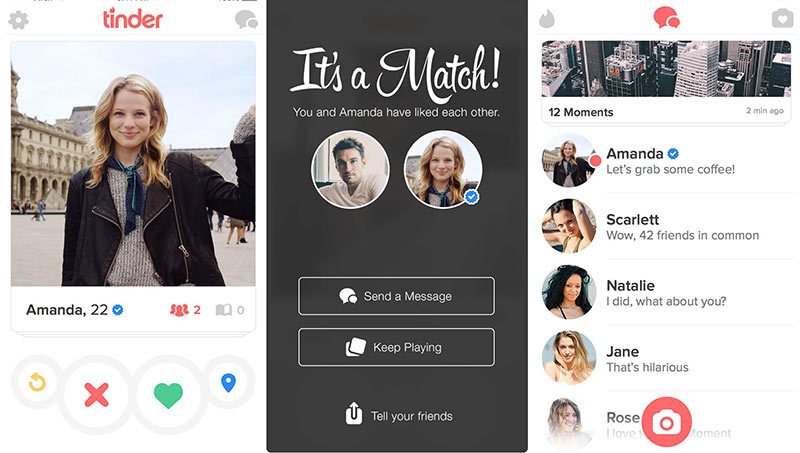 tinder
Amanda, 22
2
0
It's a Match!
You and Amanda have liked each other.
Send a Message
Keep Playing
Tell your friends
12 Moments
2 min ago
Amanda
Let's grab some coffee!
Scarlett
Wow, 42 friends in common
Natalie
I did, what about you?
Jane
That's hilarious
Rose
I love Moment